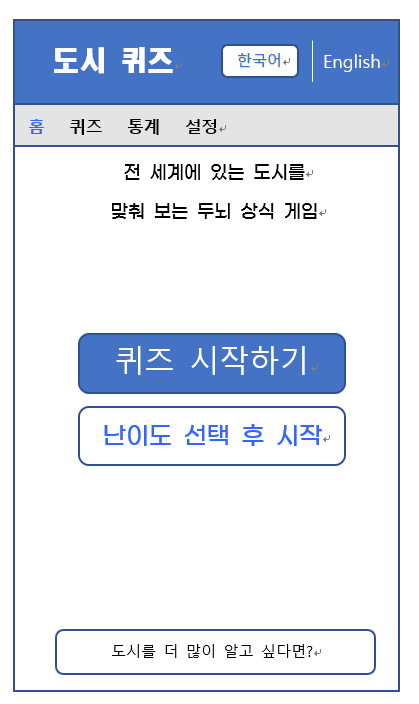 도시 퀴즈 한국어 English
홈 퀴즈 통계 설정
전 세계에 있는 도시를
맞춰 보는 두뇌 상식 게임
퀴즈 시작하기
난이도 선택 후 시작
도시를 더 많이 알고 싶다면?